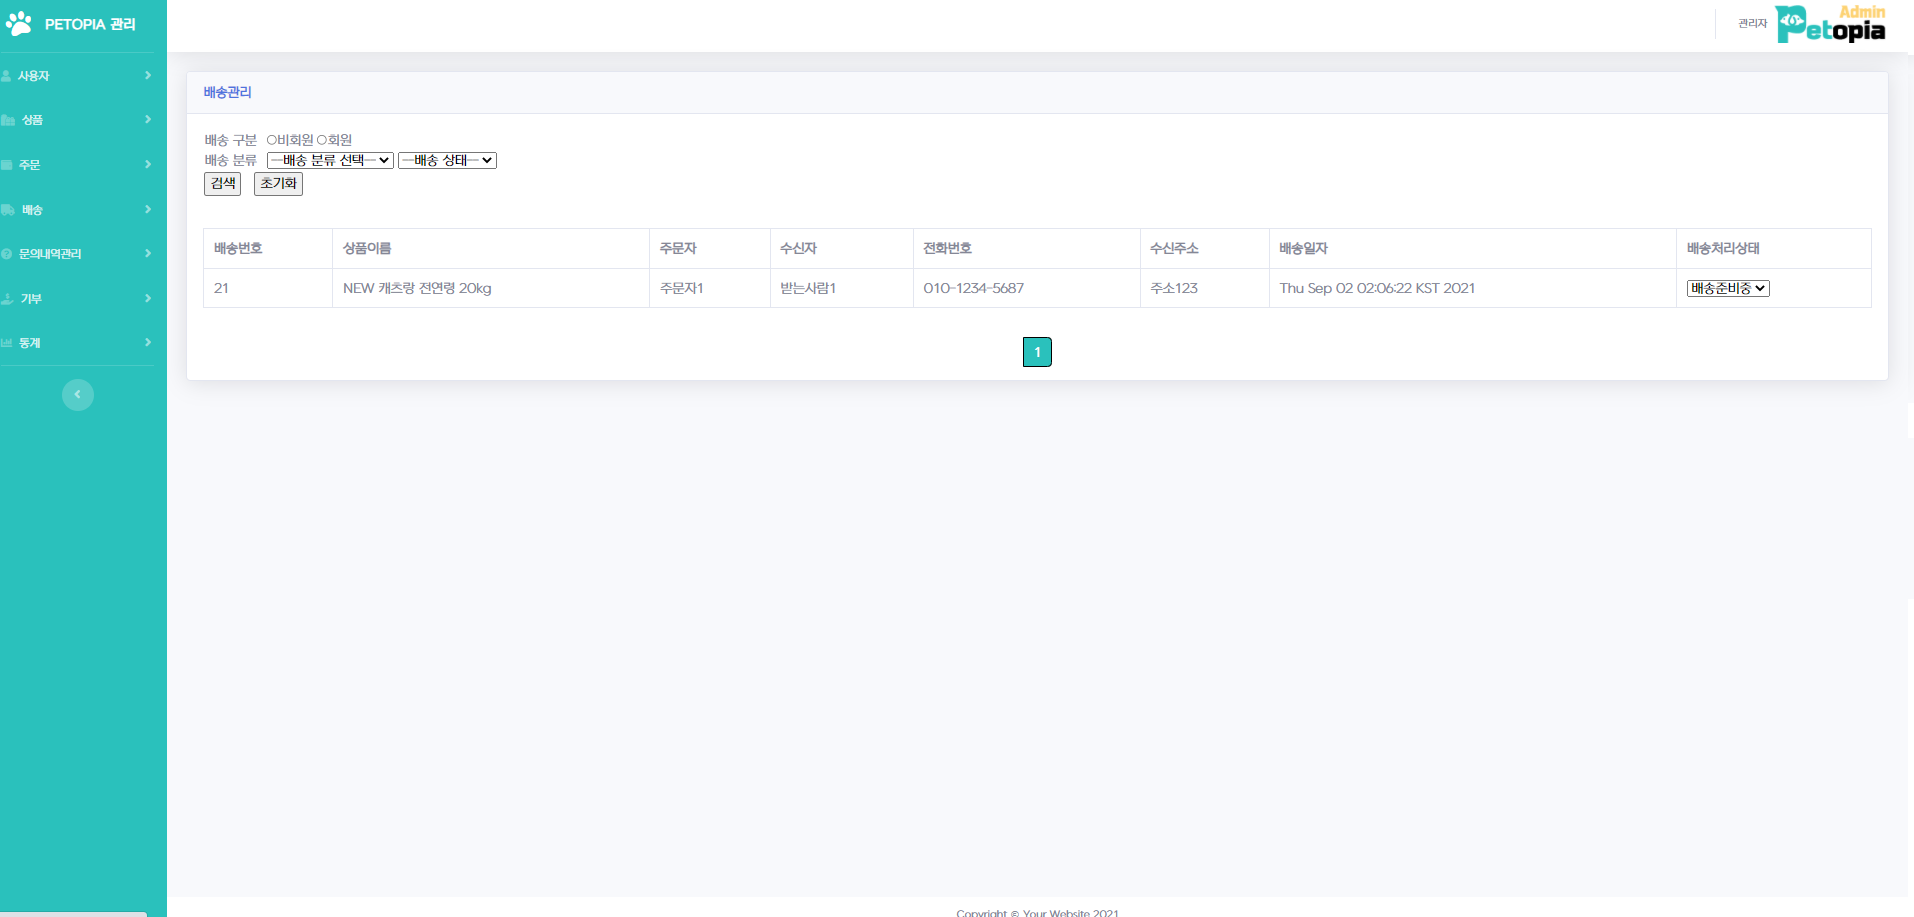 PETOPIA 관리
관리자
Admin
Petopia
사용자
상품
주문
배송
문의내역관리
기부
통계
배송관리
배송 구분 비회원 회원
배송 분류 ---배송 분류 선택--- ---배송 상태---
검색 초기화
배송번호 상품이름 주문자 수신자 전화번호 수신주소 배송일자 배송처리상태
21 NEW 캐츠랑 전연령 20kg 주문자1 받는사람1 010-1234-5687 주소123 Thu Sep 02 02:06:22 KST 2021 배송준비중
1
Copyright © Your Website 2021